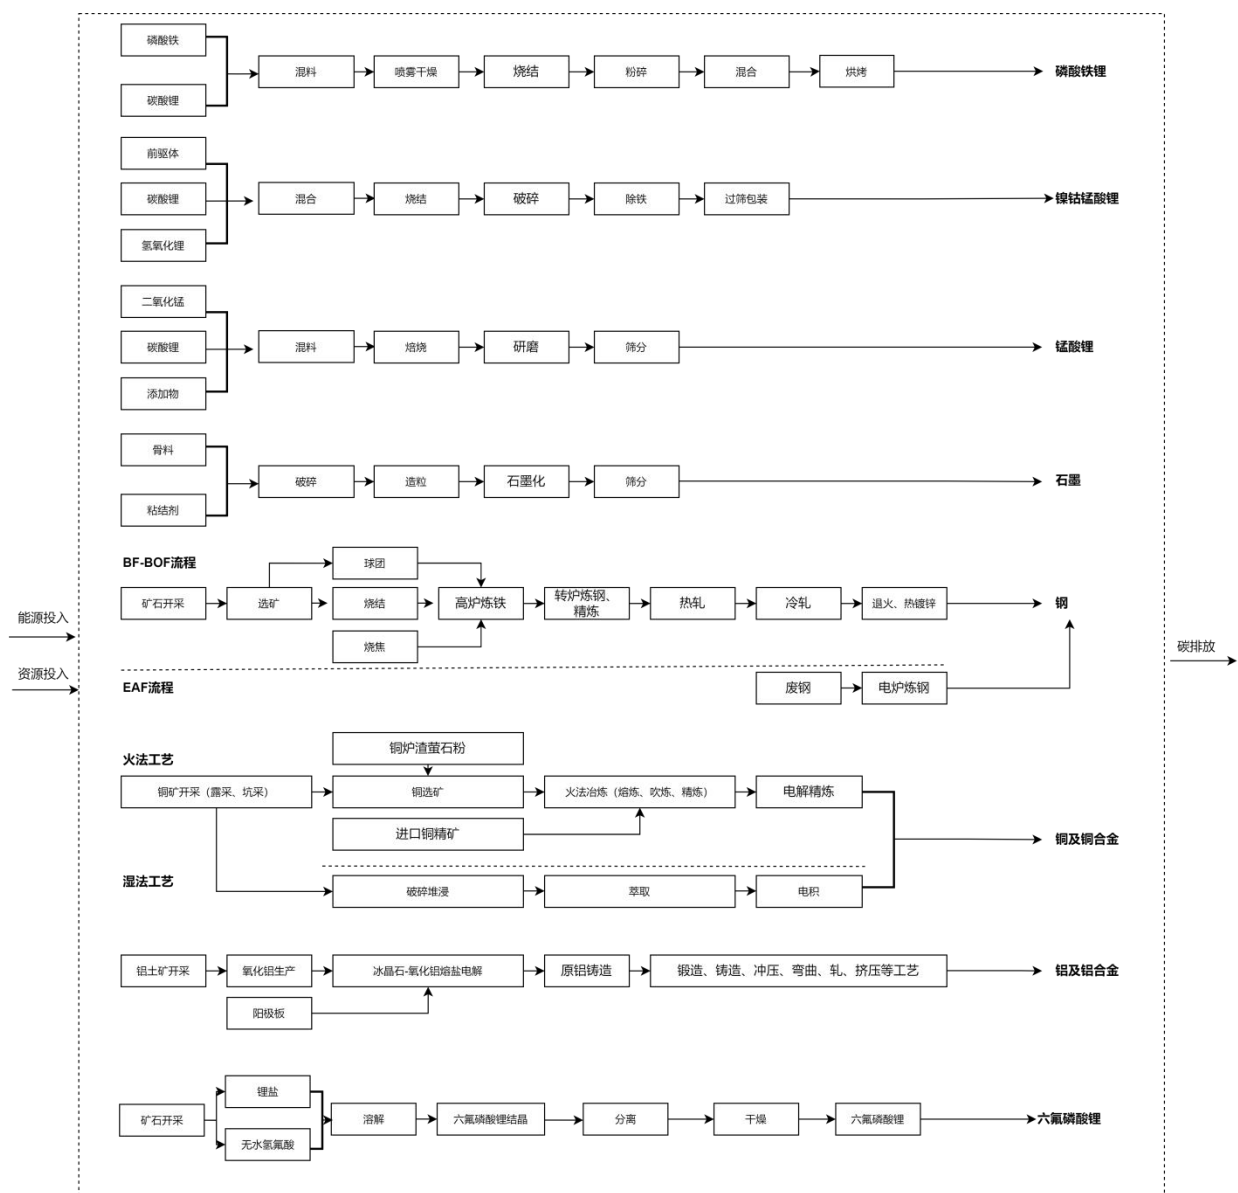 磷酸铁
碳酸锂
混料
喷雾干燥
烧结
粉碎
混合
烘烤
磷酸铁锂
前驱体
碳酸锂
氢氧化锂
混合
烧结
破碎
除铁
过筛包装
镍钴锰酸锂
二氧化锰
碳酸锂
添加物
混料
焙烧
研磨
筛分
锰酸锂
骨料
粘结剂
破碎
造粒
石墨化
筛分
石墨
能源投入
资源投入
BF-BOF流程
矿石开采
选矿
球团
烧结
烧焦
高炉炼铁
转炉炼钢、
精炼
热轧
冷轧
退火、热镀锌
钢
EAF流程
废钢
电炉炼钢
碳排放
火法工艺
铜炉渣萤石粉
铜矿开采（露采、坑采）
铜选矿
进口铜精矿
火法冶炼（熔炼、吹炼、精炼）
电解精炼
铜及铜合金
湿法工艺
破碎堆浸
萃取
电积
铝土矿开采
氧化铝生产
阳极板
冰晶石-氧化铝熔盐电解
原铝铸造
锻造、铸造、冲压、弯曲、轧、挤压等工艺
铝及铝合金
矿石开采
锂盐
无水氢氟酸
溶解
六氟磷酸锂结晶
分离
干燥
六氟磷酸锂
六氟磷酸锂